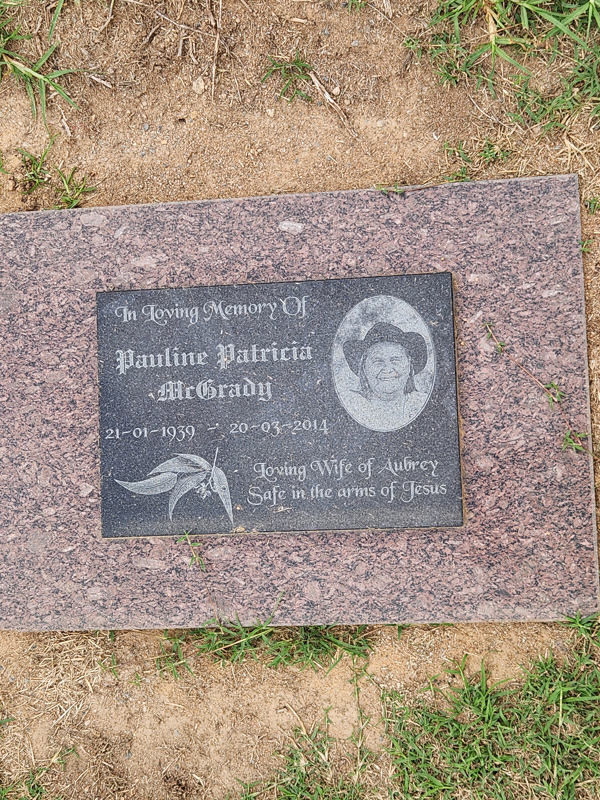 In Loving Memory Of
Pauline Patricia
McGrady
21-01-1939 - 20-03-2014
Loving Wife of Aubrey
Safe in the arms of Jesus